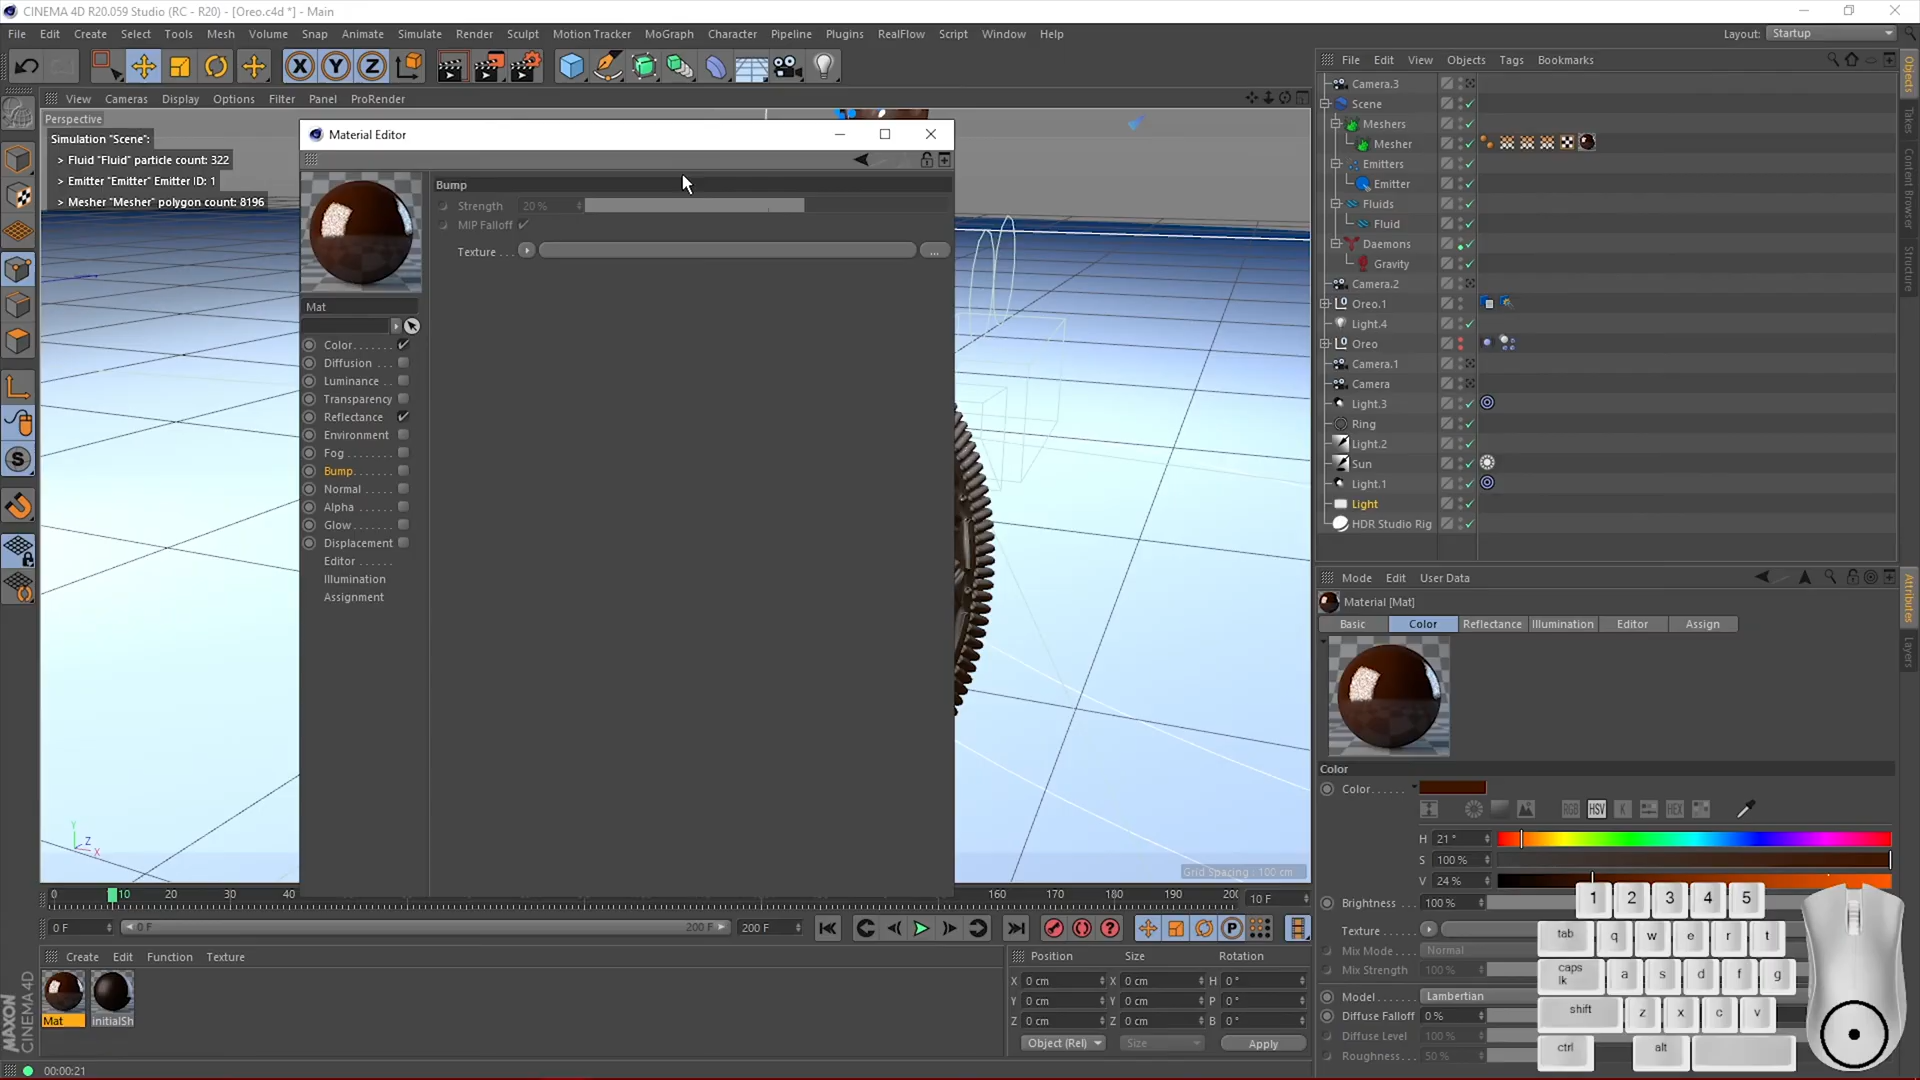 CINEMA 4D R20.059 Studio (RC - R20) - [Oreo.c4d *] - Main
File Edit Create Select Tools Mesh Volume Snap Animate Simulate Render Sculpt Motion Tracker MoGraph Character Pipeline Plugins RealFlow Script Window Help
Layout: Startup
View Cameras Display Options Filter Panel ProRender
Perspective
Simulation "Scene":
> Fluid "Fluid" particle count: 322
> Emitter "Emitter" Emitter ID: 1
> Mesher "Mesher" polygon count: 8196
Material Editor
Bump
Strength 20 %
MIP Falloff
Texture . . . ...
Mat
Color
Diffusion
Luminance
Transparency
Reflectance
Environment
Fog
Bump
Normal
Alpha
Glow
Displacement
Editor
Illumination
Assignment
Grid Spacing : 100 cm
Y
Z
X
0 10 20 30 40 160 170 180 190 200 10 F
0 F 0 F 200 F 200 F
Create Edit Function Texture
Mat
initialSh
MAXON
CINEMA 4D
Position Size Rotation
X 0 cm X 0 cm H 0 °
Y 0 cm Y 0 cm P 0 °
Z 0 cm Z 0 cm B 0 °
Object (Rel) Size Apply
00:00:21
File Edit View Objects Tags Bookmarks
Camera.3
Scene
Meshers
Mesher
Emitters
Emitter
Fluids
Fluid
Daemons
Gravity
Camera.2
Oreo.1
Light.4
Oreo
Camera.1
Camera
Light.3
Ring
Light.2
Sun
Light.1
Light
HDR Studio Rig
Objects
Takes
Content Browser
Structure
Attributes
Layers
Mode Edit User Data
Material [Mat]
Basic Color Reflectance Illumination Editor Assign
Color
Color
RGB HSV K HEX
H 21 °
S 100 %
V 24 %
Brightness 100 %
Texture
Mix Mode Normal
Mix Strength 100 %
Model Lambertian
Diffuse Falloff 0 %
Diffuse Level 100 %
Roughness 50 %
1 2 3 4 5
tab q w e r t
caps lk a s d f g
shift z x c v
ctrl alt